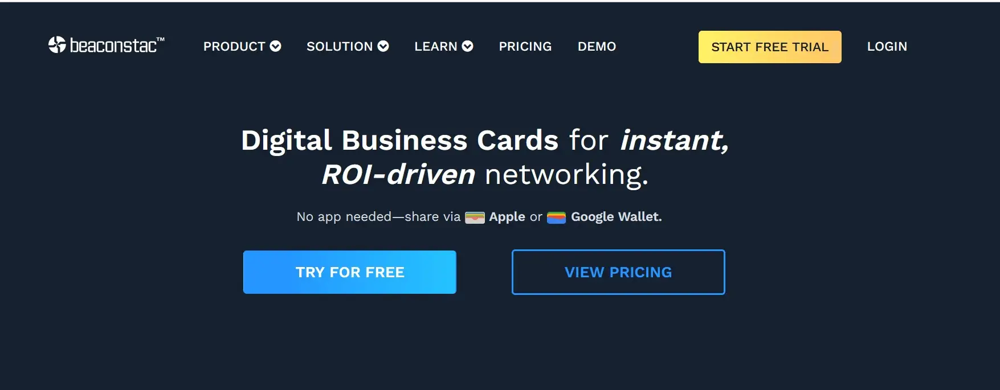 beaconstac™ PRODUCT SOLUTION LEARN PRICING DEMO START FREE TRIAL LOGIN
Digital Business Cards for instant,
ROI-driven networking.
No app needed—share via Apple or Google Wallet.
TRY FOR FREE VIEW PRICING